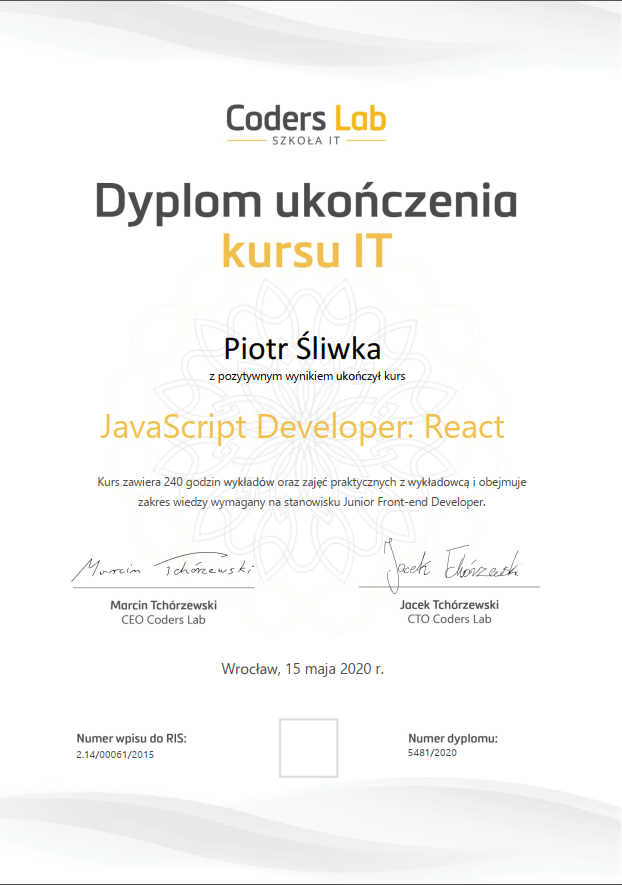 Coders Lab
SZKOŁA IT
Dyplom ukończenia
kursu IT
Piotr Śliwka
z pozytywnym wynikiem ukończył kurs
JavaScript Developer: React
Kurs zawiera 240 godzin wykładów oraz zajęć praktycznych z wykładowcą i obejmuje
zakres wiedzy wymagany na stanowisku Junior Front-end Developer.
Marcin Tchórzewski
Jacek Tchórzewski
Marcin Tchórzewski
CEO Coders Lab
Jacek Tchórzewski
CTO Coders Lab
Wrocław, 15 maja 2020 r.
Numer wpisu do RIS:
2.14/00061/2015
Numer dyplomu:
5481/2020